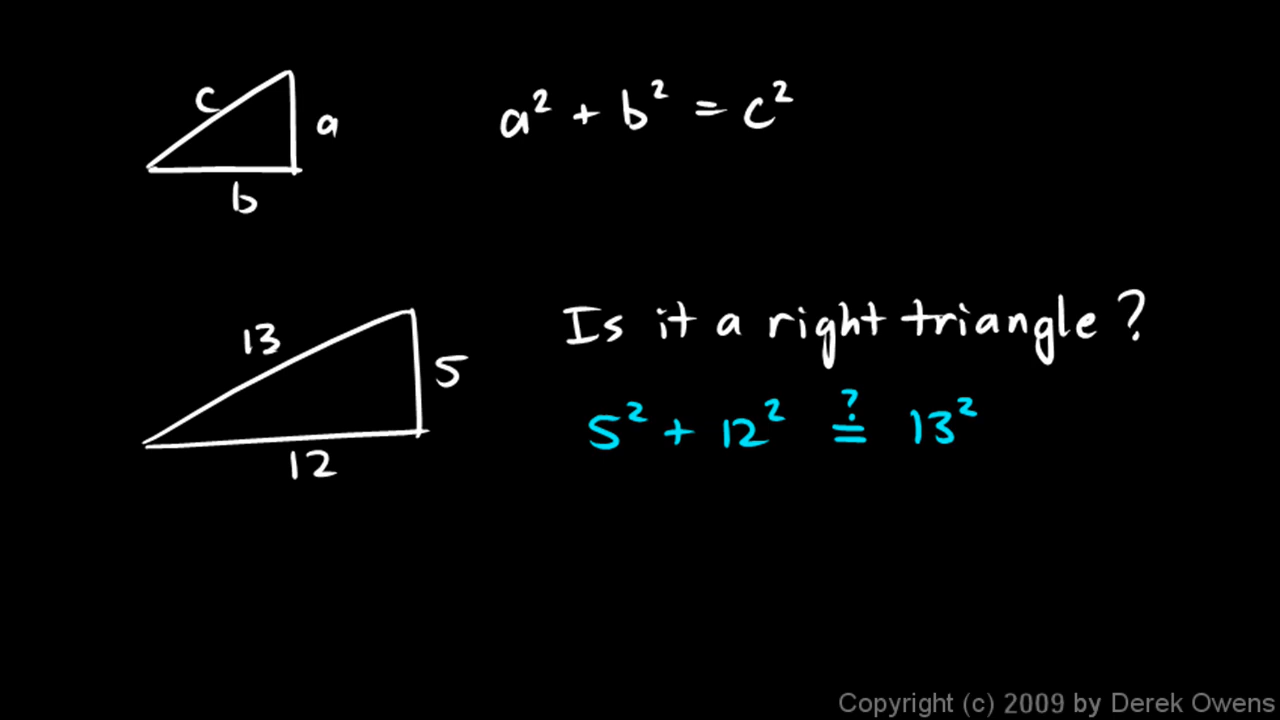 c
a
b
a² + b² = c²
13
5
12
Is it a right triangle?
5² + 12² ≟ 13²
Copyright (c) 2009 by Derek Owens